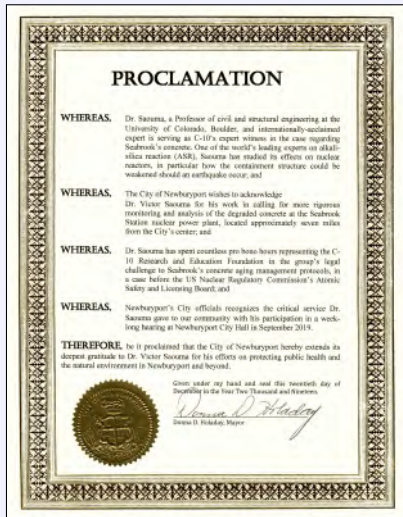 PROCLAMATION
WHEREAS, Dr. Saouma, a Professor of civil and structural engineering at the
University of Colorado, Boulder, and internationally-acclaimed
expert is serving as C-10's expert witness in the case regarding
Seabrook's concrete. One of the world's leading experts on alkali-
silica reaction (ASR), Saouma has studied its effects on nuclear
reactors, in particular how the containment structure could be
weakened should an earthquake occur; and
WHEREAS, The City of Newburyport wishes to acknowledge
Dr. Victor Saouma for his work in calling for more rigorous
monitoring and analysis of the degraded concrete at the Seabrook
Station nuclear power plant, located approximately seven miles
from the City's center; and
WHEREAS, Dr. Saouma has spent countless pro bono hours representing the C-
10 Research and Education Foundation in the group's legal
challenge to Seabrook's concrete aging management protocols, in
a case before the US Nuclear Regulatory Commission's Atomic
Safety and Licensing Board; and
WHEREAS, Newburyport's City officials recognizes the critical service Dr.
Saouma gave to our community with his participation in a week-
long hearing at Newburyport City Hall in September 2019.
THEREFORE, be it proclaimed that the City of Newburyport hereby extends its
deepest gratitude to Dr. Victor Saouma for his efforts on protecting public health and
the natural environment in Newburyport and beyond.
Given under my hand and seal this twentieth day of
December in the Year Two Thousand and Nineteen.
Donna D Holaday
Donna D. Holaday, Mayor